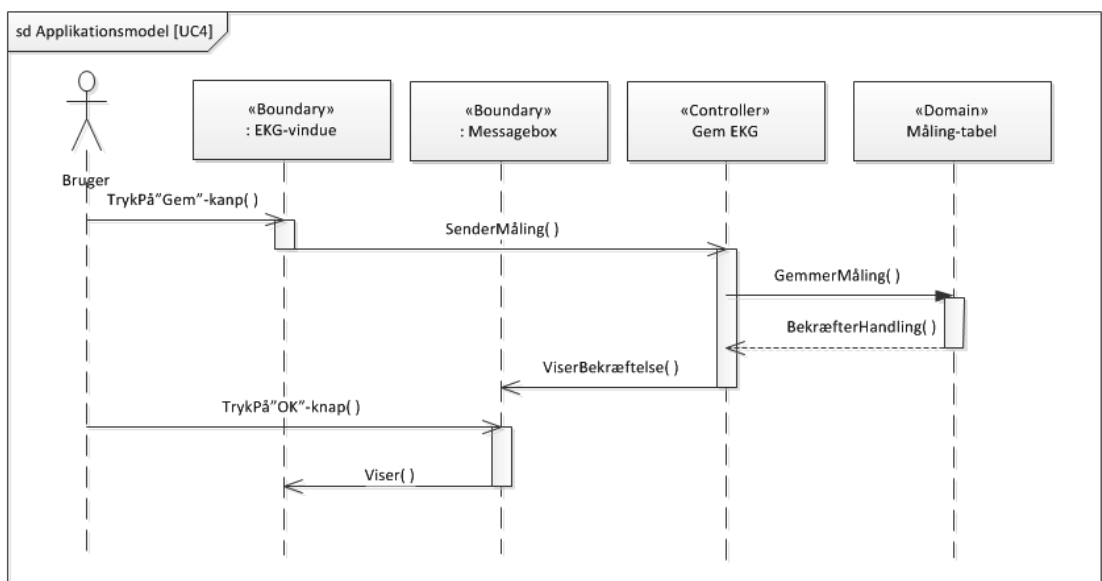 sd Applikationsmodel [UC4]
«Boundary»
: EKG-vindue
«Boundary»
: Messagebox
«Controller»
Gem EKG
«Domain»
Måling-tabel
Bruger
TrykPå”Gem”-kanp( )
SenderMåling( )
GemmerMåling( )
BekræfterHandling( )
ViserBekræftelse( )
TrykPå”OK”-knap( )
Viser( )